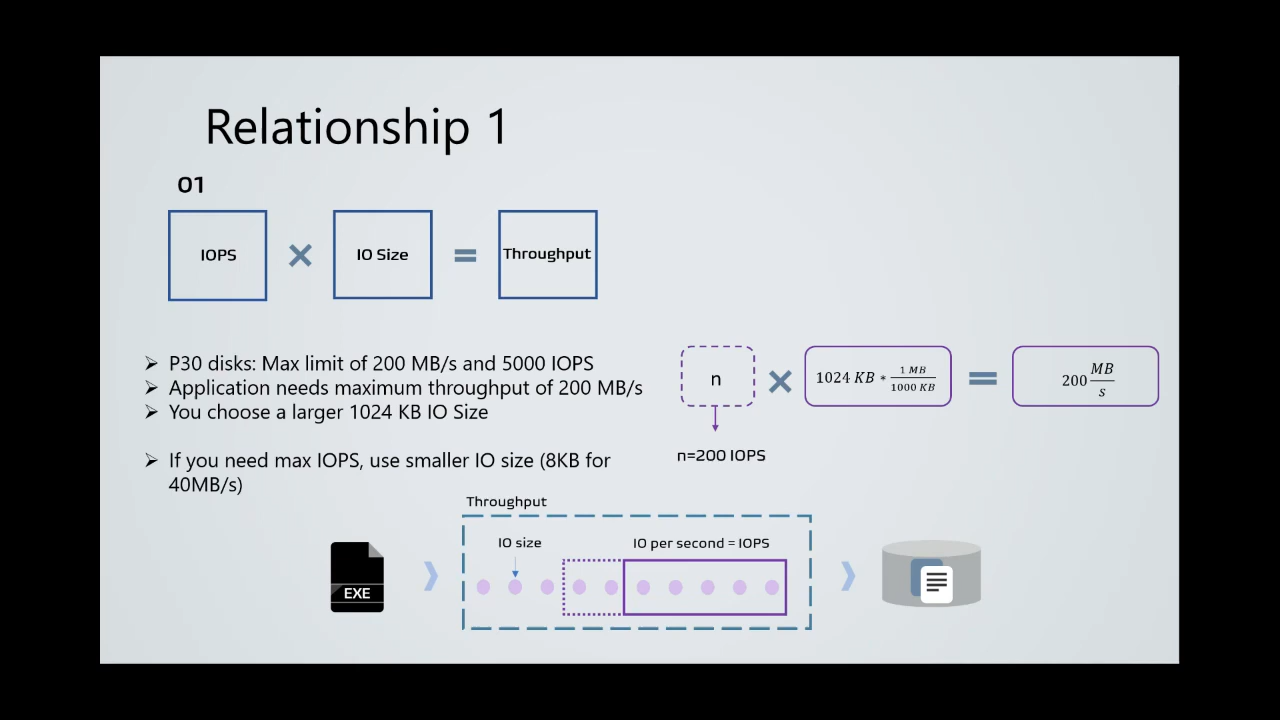 Relationship 1
01
IOPS × IO Size = Throughput
➢ P30 disks: Max limit of 200 MB/s and 5000 IOPS
➢ Application needs maximum throughput of 200 MB/s
➢ You choose a larger 1024 KB IO Size
➢ If you need max IOPS, use smaller IO size (8KB for
40MB/s)
n × 1024 KB * 1 MB / 1000 KB = 200 MB / s
n=200 IOPS
Throughput
IO size
IO per second = IOPS
EXE